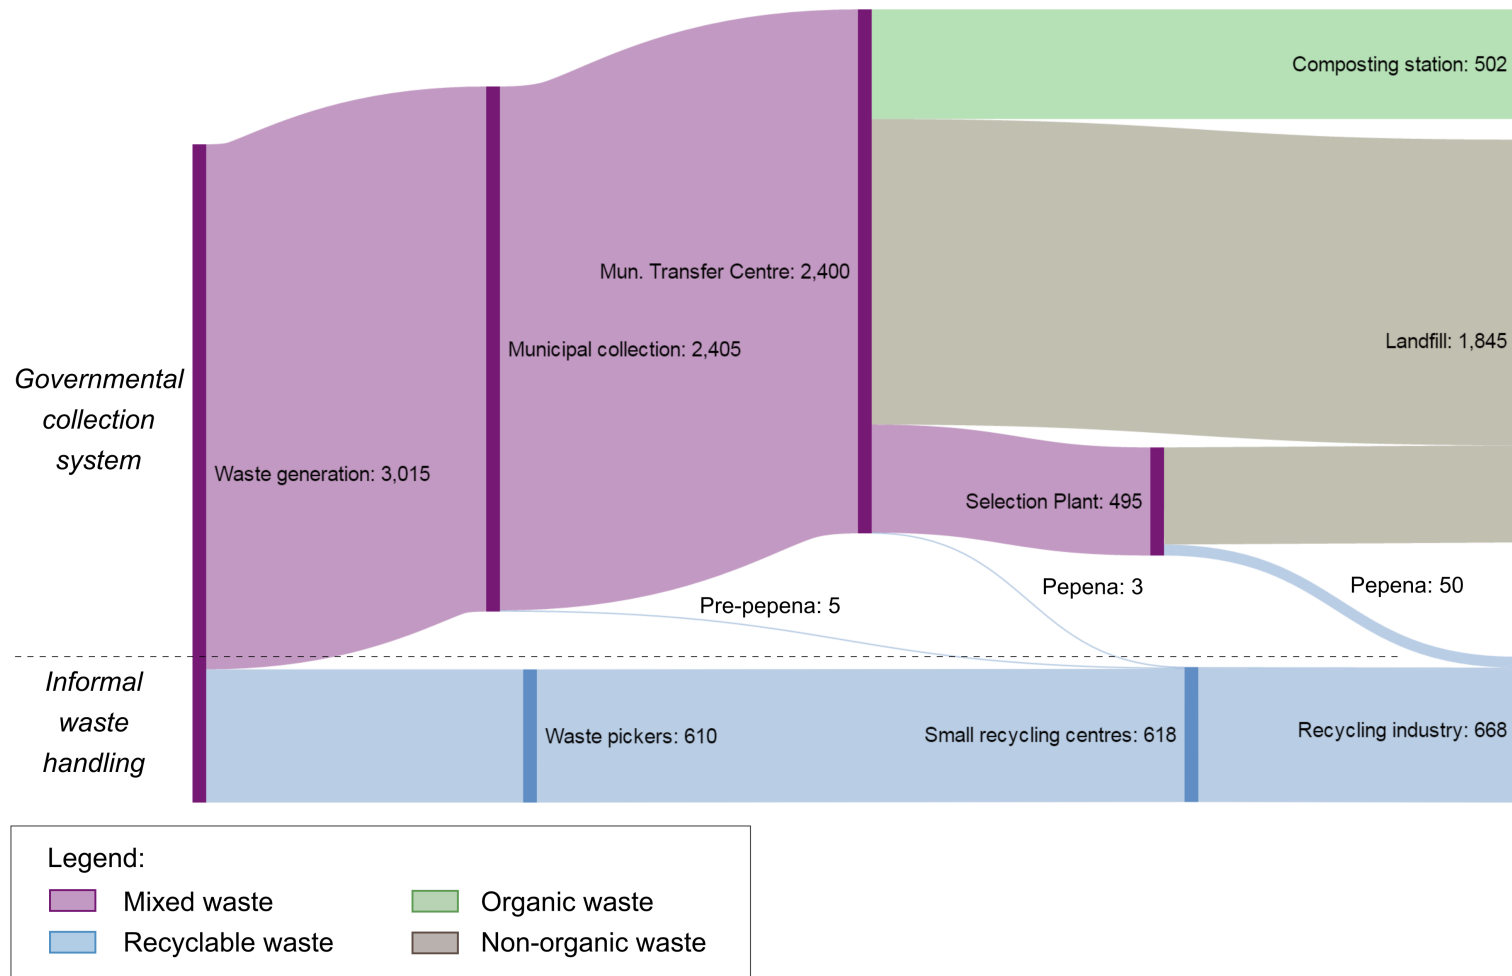 Composting station: 502
Mun. Transfer Centre: 2,400
Landfill: 1,845
Municipal collection: 2,405
Governmental
collection
system
Waste generation: 3,015
Selection Plant: 495
Pre-pepena: 5
Pepena: 3
Pepena: 50
Informal
waste
handling
Waste pickers: 610
Small recycling centres: 618
Recycling industry: 668
Legend:
Mixed waste
Organic waste
Recyclable waste
Non-organic waste